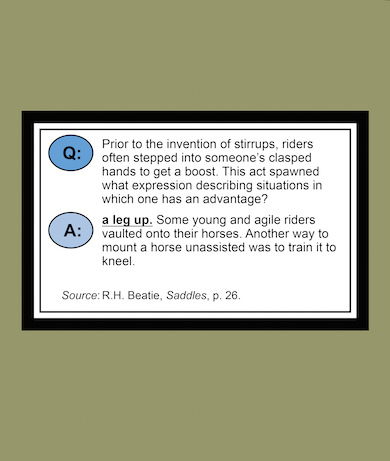 Q:
Prior to the invention of stirrups, riders
often stepped into someone's clasped
hands to get a boost. This act spawned
what expression describing situations in
which one has an advantage?
A:
a leg up. Some young and agile riders
vaulted onto their horses. Another way to
mount a horse unassisted was to train it to
kneel.
Source: R.H. Beatie, Saddles, p. 26.